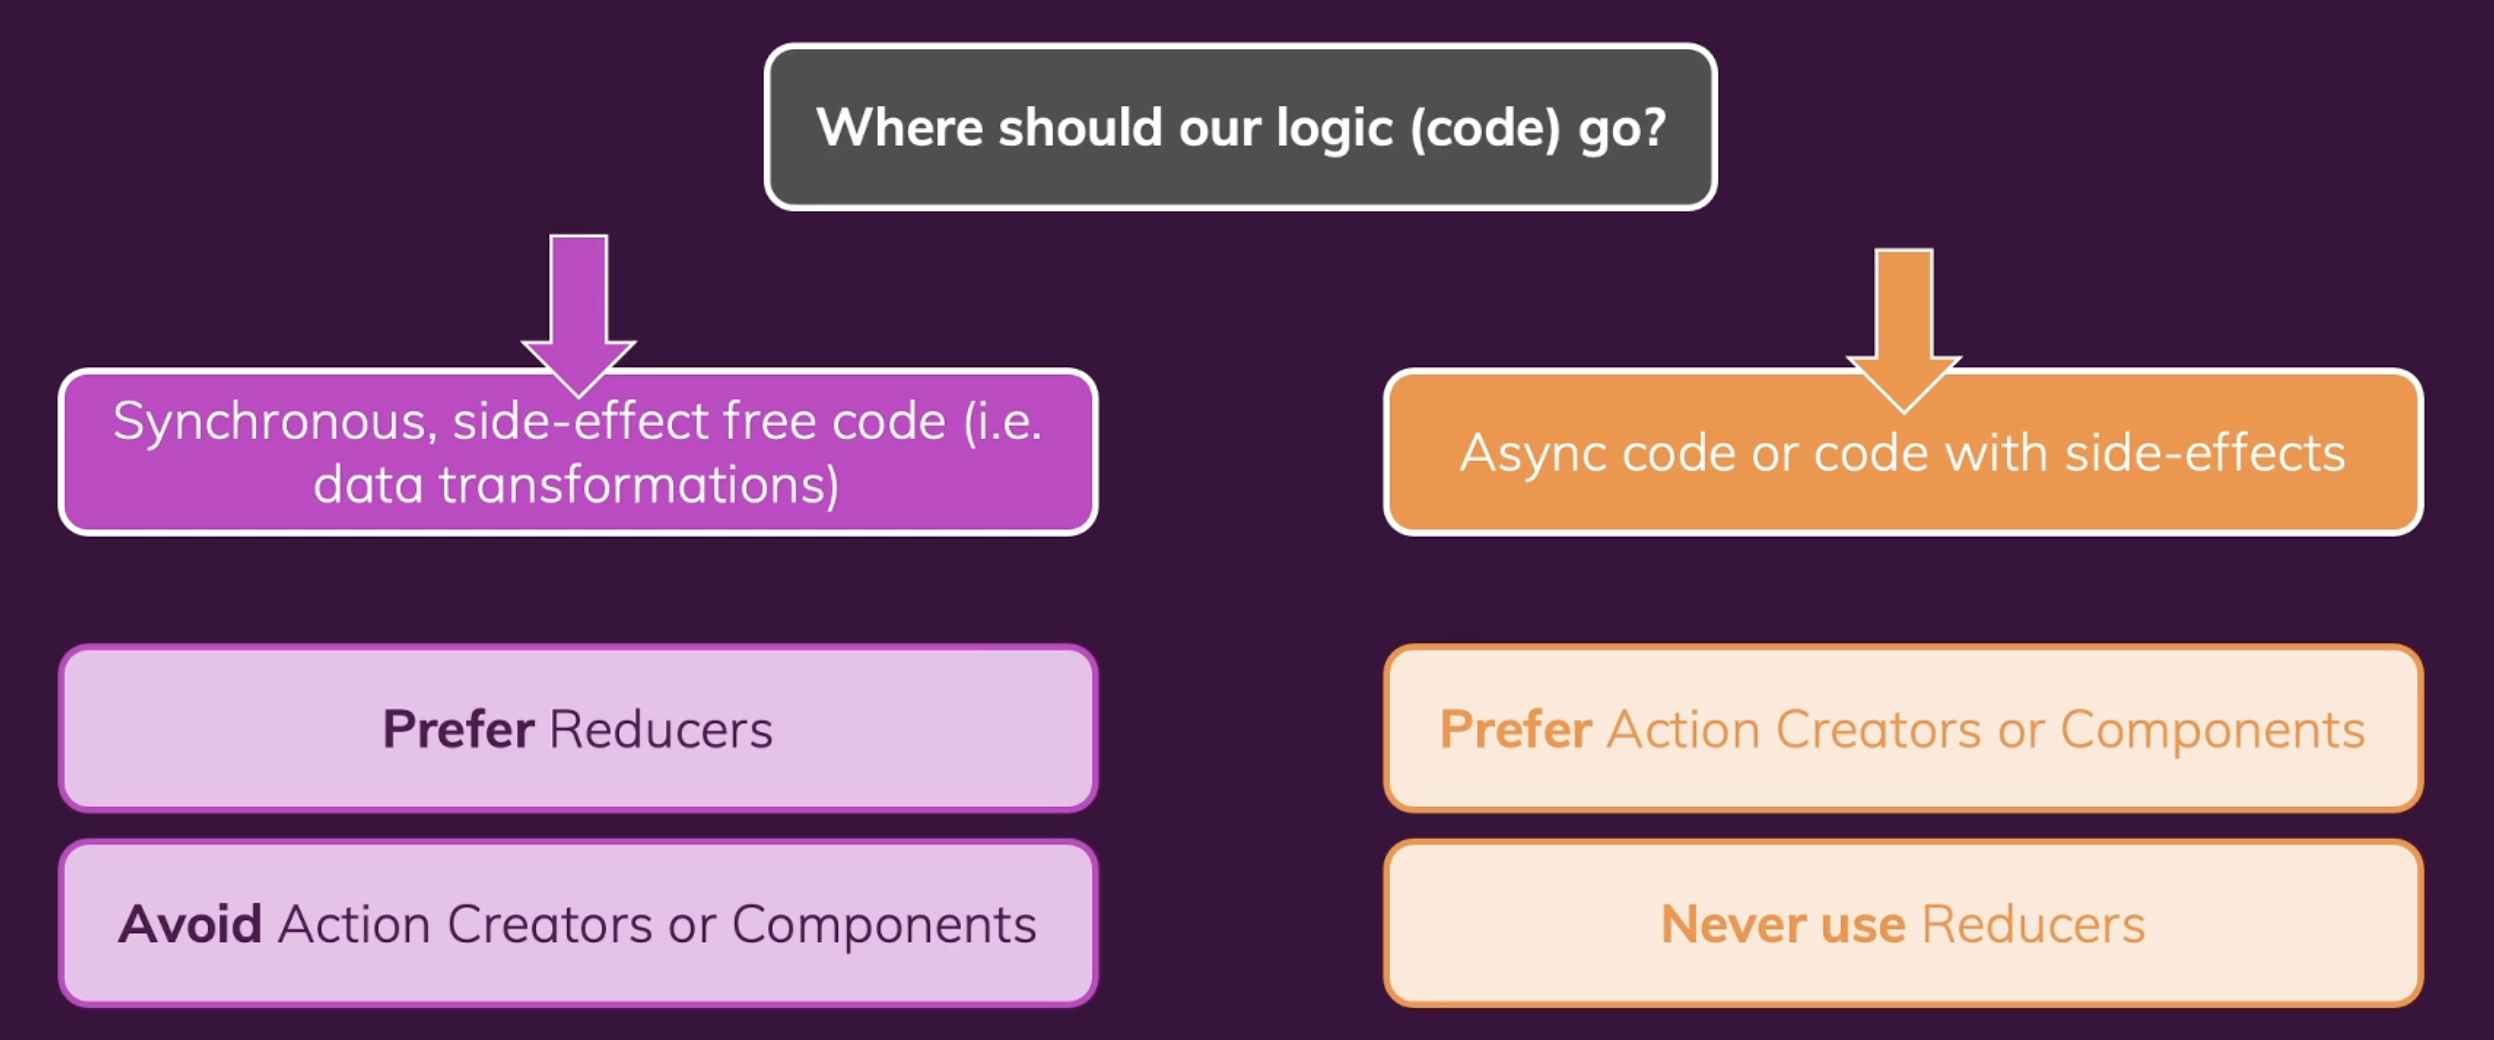 Where should our logic (code) go?
Synchronous, side-effect free code (i.e.
data transformations)
Async code or code with side-effects
Prefer Reducers
Prefer Action Creators or Components
Avoid Action Creators or Components
Never use Reducers